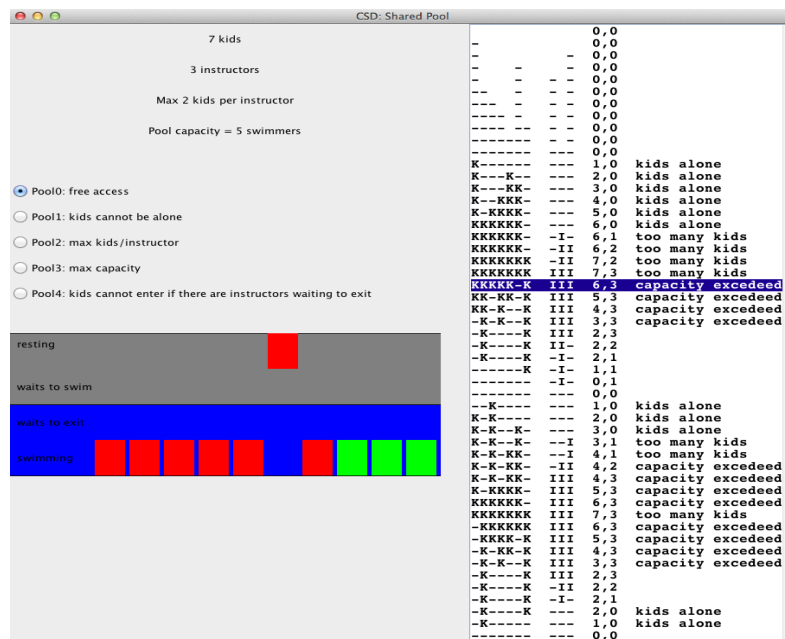 CSD: Shared Pool
7 kids
3 instructors
Max 2 kids per instructor
Pool capacity = 5 swimmers
Pool0: free access
Pool1: kids cannot be alone
Pool2: max kids/instructor
Pool3: max capacity
Pool4: kids cannot enter if there are instructors waiting to exit
resting
waits to swim
waits to exit
swimming
0,0
- 0,0
- - 0,0
- - - 0,0
- - - - 0,0
-- - - - 0,0
--- - - - 0,0
---- - - - 0,0
---- -- - - 0,0
------- - - 0,0
------- --- 0,0
K------ --- 1,0 kids alone
K---K-- --- 2,0 kids alone
K---KK- --- 3,0 kids alone
K--KKK- --- 4,0 kids alone
K-KKKK- --- 5,0 kids alone
KKKKKK- --- 6,0 kids alone
KKKKKK- -I- 6,1 too many kids
KKKKKK- -II 6,2 too many kids
KKKKKKK -II 7,2 too many kids
KKKKKKK III 7,3 too many kids
KKKKK-K III 6,3 capacity excedeed
KK-KK-K III 5,3 capacity excedeed
KK-K--K III 4,3 capacity excedeed
-K-K--K III 3,3 capacity excedeed
-K----K III 2,3
-K----K II- 2,2
-K----K -I- 2,1
------K -I- 1,1
------- -I- 0,1
------- --- 0,0
--K---- --- 1,0 kids alone
K-K---- --- 2,0 kids alone
K-K--K- --- 3,0 kids alone
K-K--K- --I 3,1 too many kids
K-K-KK- --I 4,1 too many kids
K-K-KK- -II 4,2 capacity excedeed
K-K-KK- III 4,3 capacity excedeed
K-KKKK- III 5,3 capacity excedeed
KKKKKK- III 6,3 capacity excedeed
KKKKKKK III 7,3 too many kids
-KKKKKK III 6,3 capacity excedeed
-KKKK-K III 5,3 capacity excedeed
-K-KK-K III 4,3 capacity excedeed
-K-K--K III 3,3 capacity excedeed
-K----K III 2,3
-K----K -II 2,2
-K----K -I- 2,1
-K----K --- 2,0 kids alone
-K----- --- 1,0 kids alone
------- --- 0,0